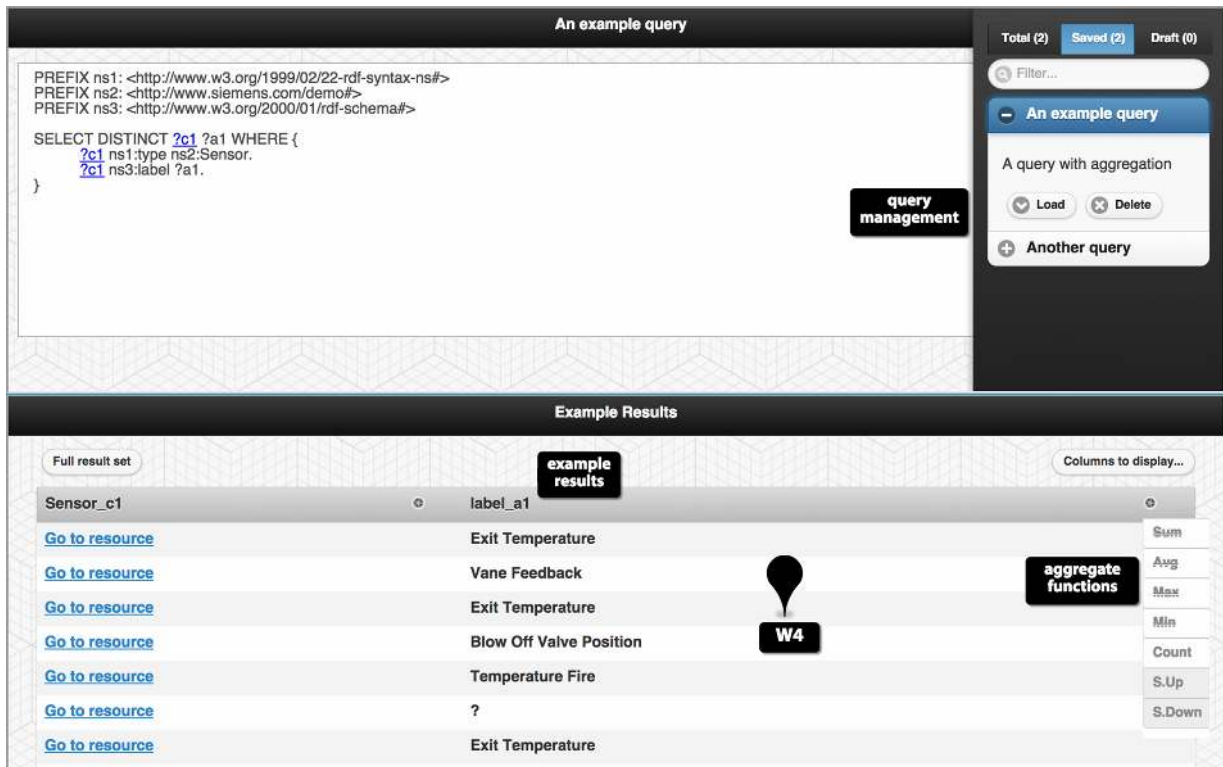 An example query
PREFIX ns1: <http://www.w3.org/1999/02/22-rdf-syntax-ns#>
PREFIX ns2: <http://www.siemens.com/demo#>
PREFIX ns3: <http://www.w3.org/2000/01/rdf-schema#>
SELECT DISTINCT ?c1 ?a1 WHERE {
?c1 ns1:type ns2:Sensor.
?c1 ns3:label ?a1.
}
query
management
Total (2) Saved (2) Draft (0)
Filter...
An example query
A query with aggregation
Load Delete
Another query
Example Results
Full result set
example
results
Columns to display...
Sensor_c1 label_a1
Go to resource Exit Temperature
Go to resource Vane Feedback
Go to resource Exit Temperature
Go to resource Blow Off Valve Position
Go to resource Temperature Fire
Go to resource ?
Go to resource Exit Temperature
W4
aggregate
functions
Sum
Avg
Max
Min
Count
S.Up
S.Down